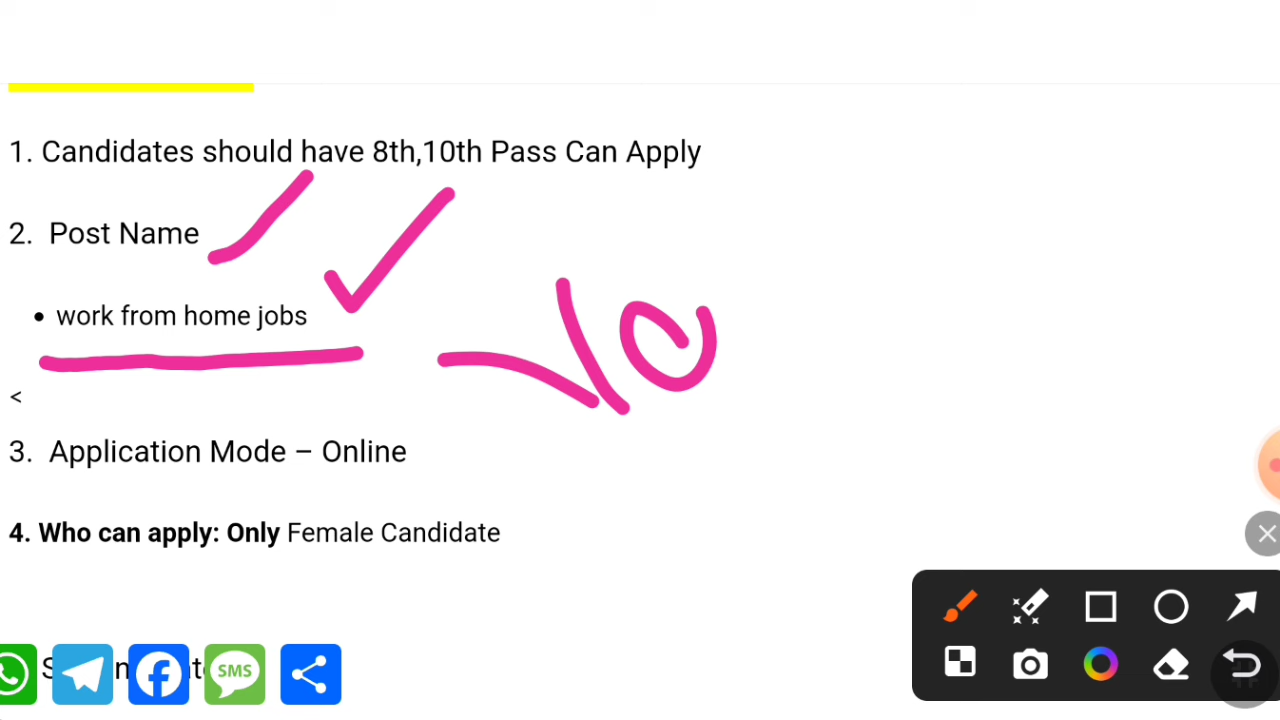 1. Candidates should have 8th,10th Pass Can Apply
2. Post Name
• work from home jobs
<
3. Application Mode – Online
4. Who can apply: Only Female Candidate
SMS